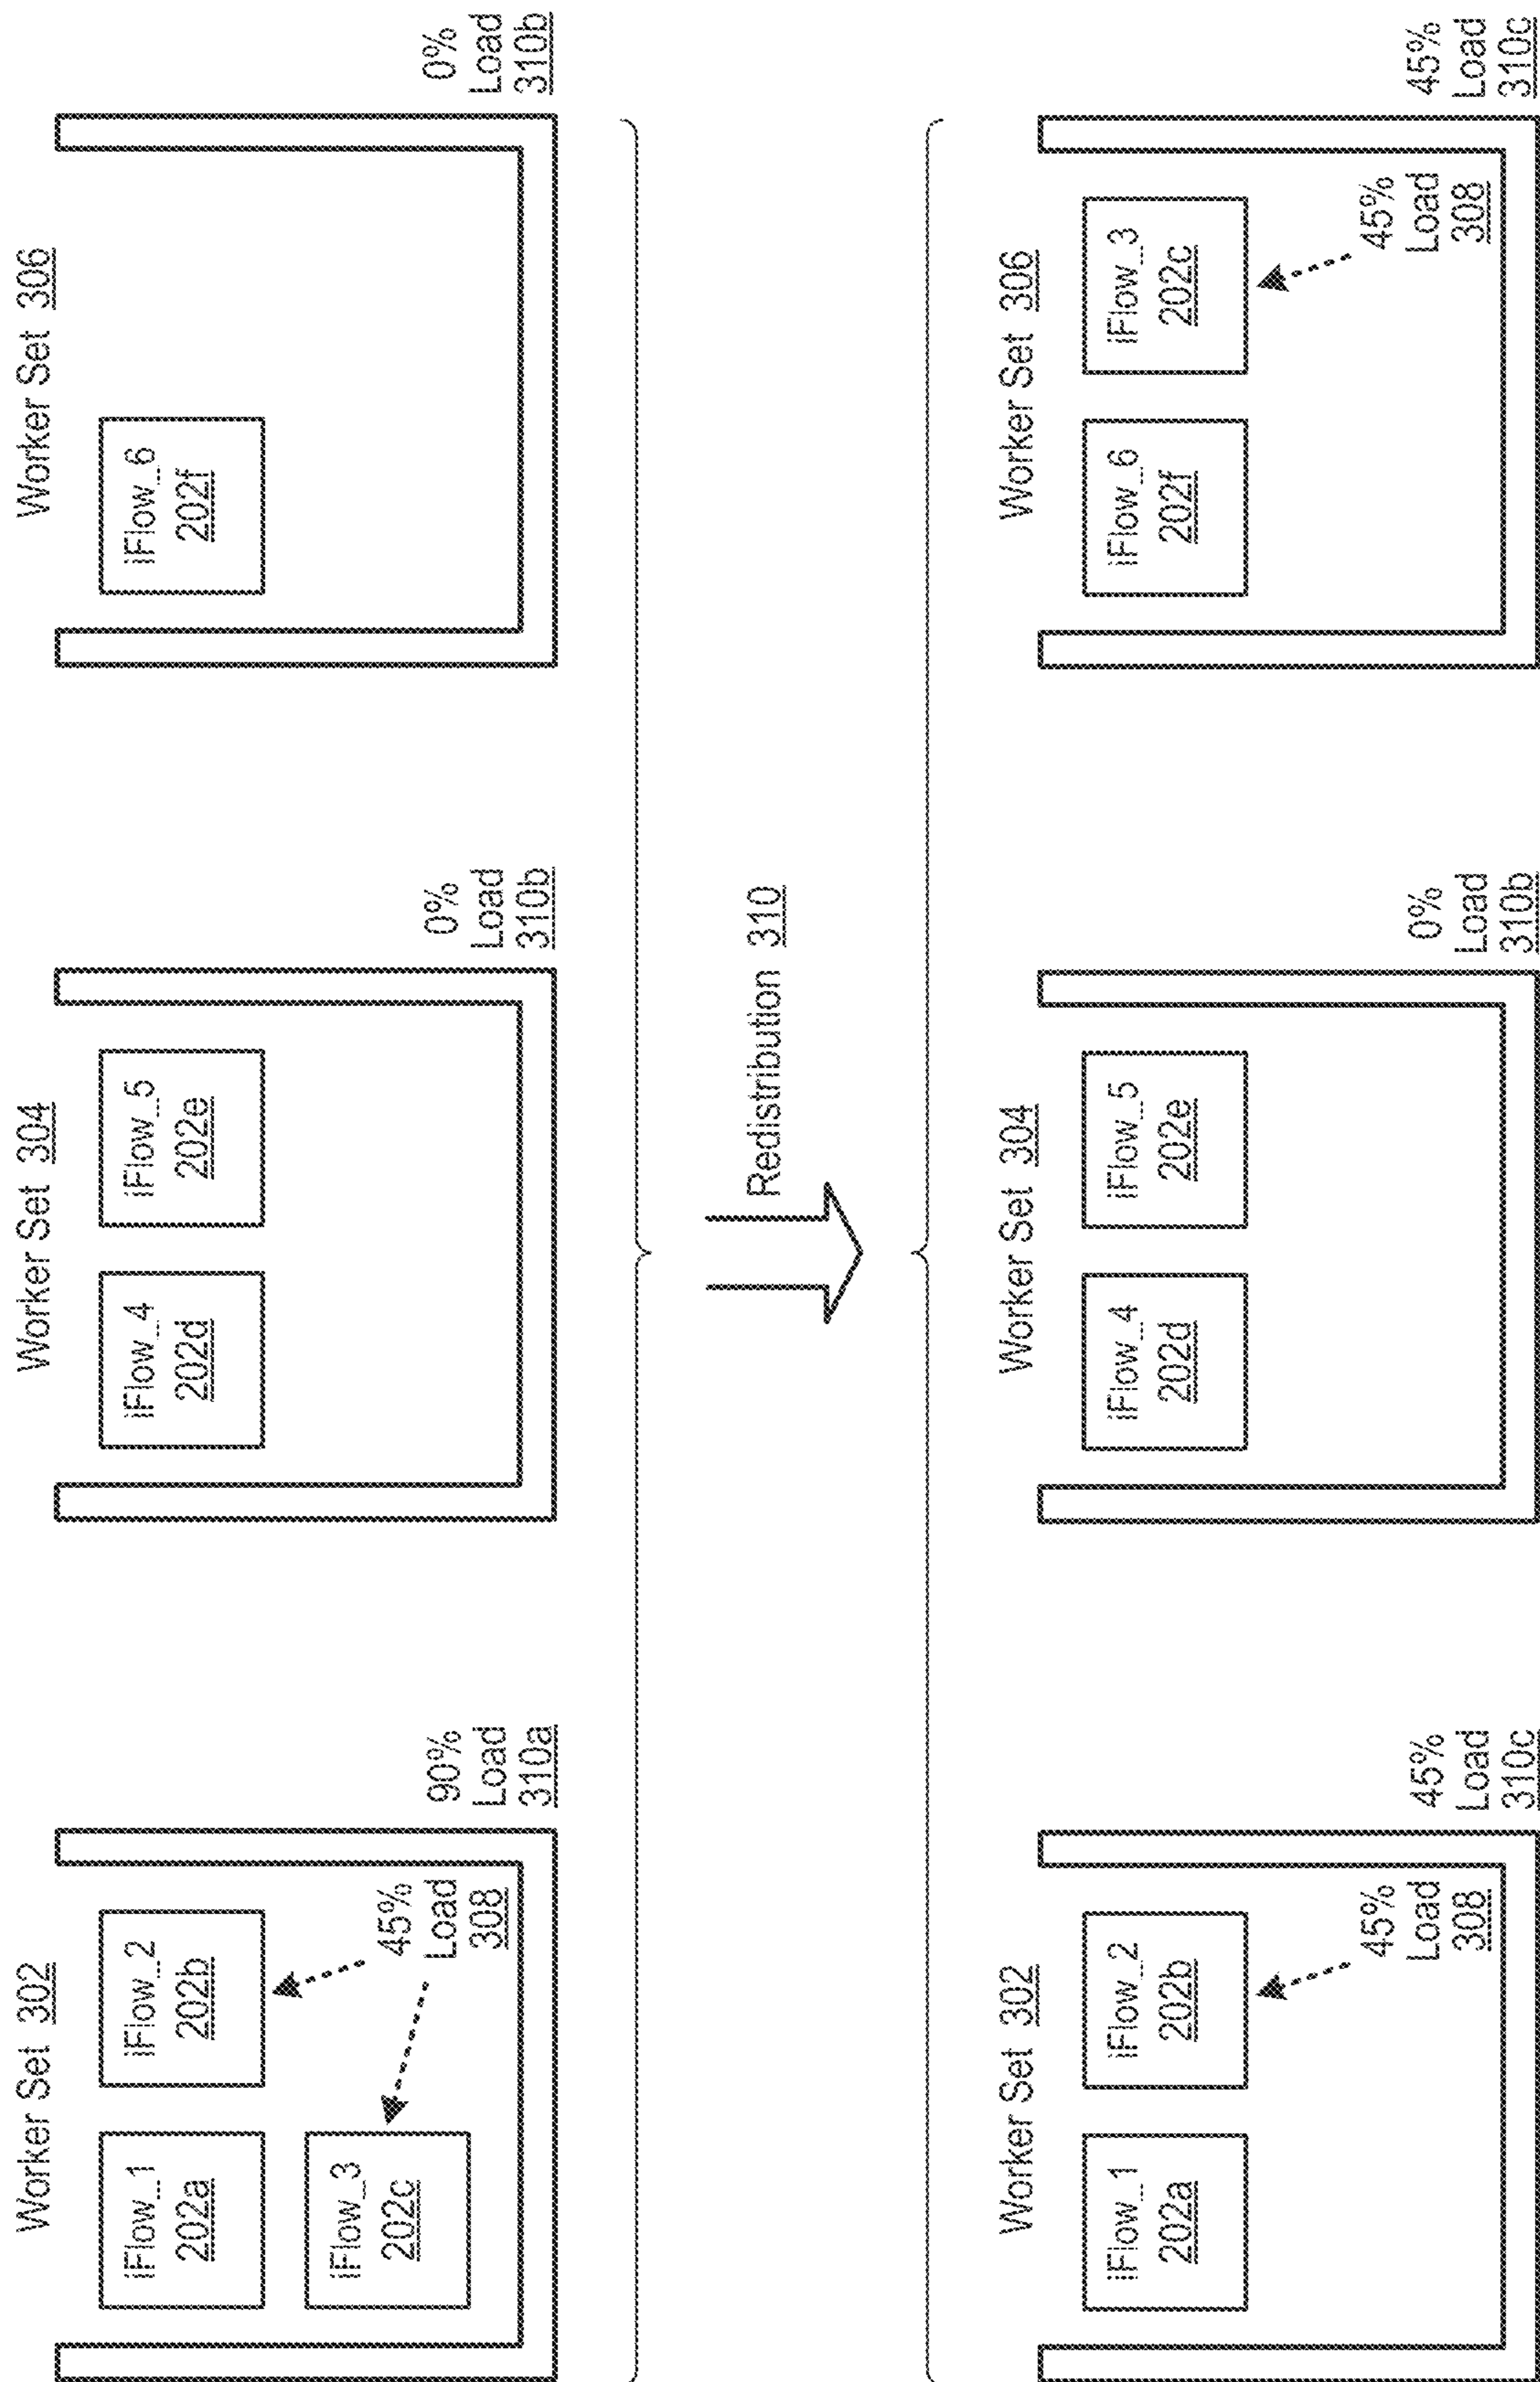 Worker Set 302
iFlow_1
202a
iFlow_2
202b
iFlow_3
202c
45%
Load
308
90%
Load
310a
Worker Set 304
iFlow_4
202d
iFlow_5
202e
0%
Load
310b
Worker Set 306
iFlow_6
202f
0%
Load
310b
Redistribution 310
Worker Set 302
iFlow_1
202a
iFlow_2
202b
45%
Load
308
45%
Load
310c
Worker Set 304
iFlow_4
202d
iFlow_5
202e
0%
Load
310b
Worker Set 306
iFlow_6
202f
iFlow_3
202c
45%
Load
308
45%
Load
310c